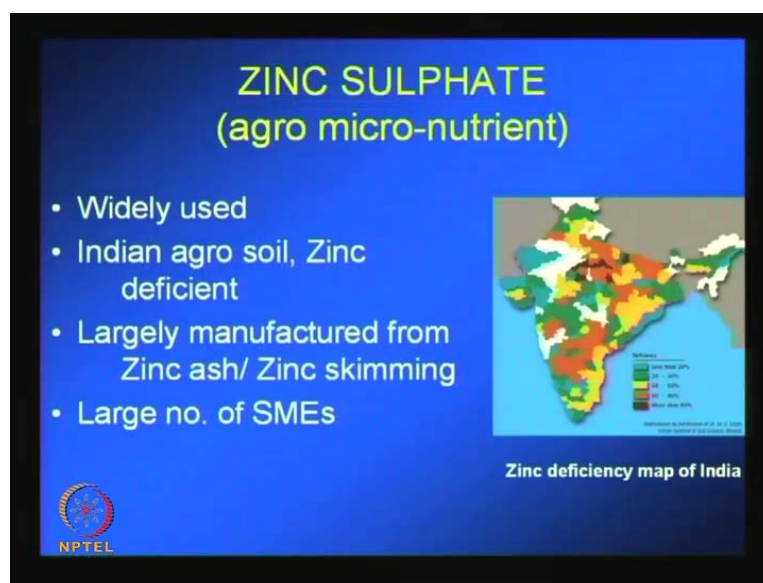 ZINC SULPHATE
(agro micro-nutrient)
• Widely used
• Indian agro soil, Zinc
deficient
• Largely manufactured from
Zinc ash/ Zinc skimming
• Large no. of SMEs
Deficiency
Zinc deficiency map of India
NPTEL